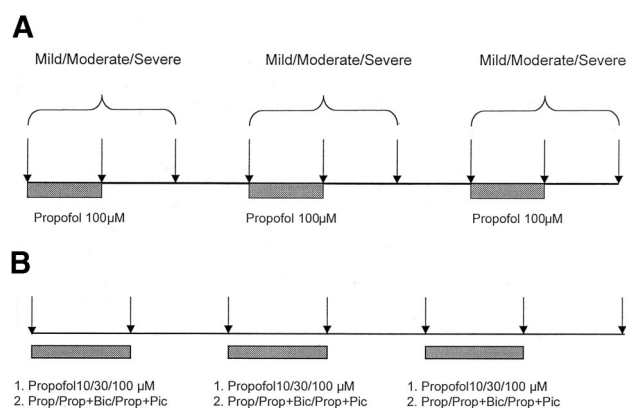 A
Mild/Moderate/Severe Mild/Moderate/Severe Mild/Moderate/Severe
Propofol 100µM Propofol 100µM Propofol 100µM
B
1. Propofol10/30/100 µM 1. Propofol10/30/100 µM 1. Propofol10/30/100 µM
2. Prop/Prop+Bic/Prop+Pic 2. Prop/Prop+Bic/Prop+Pic 2. Prop/Prop+Bic/Prop+Pic